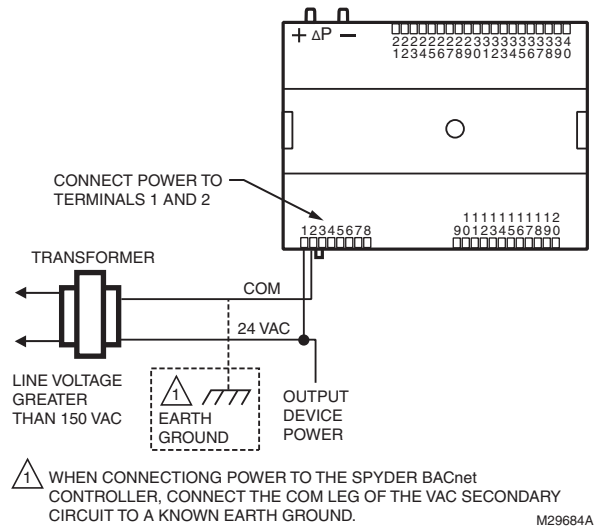 + ΔP −
22222222233333333334
12345678901234567890
CONNECT POWER TO
TERMINALS 1 AND 2
12345678
11111111112
901234567890
TRANSFORMER
COM
24 VAC
LINE VOLTAGE
GREATER
THAN 150 VAC
1
EARTH
GROUND
OUTPUT
DEVICE
POWER
1 WHEN CONNECTIONG POWER TO THE SPYDER BACnet
CONTROLLER, CONNECT THE COM LEG OF THE VAC SECONDARY
CIRCUIT TO A KNOWN EARTH GROUND.
M29684A